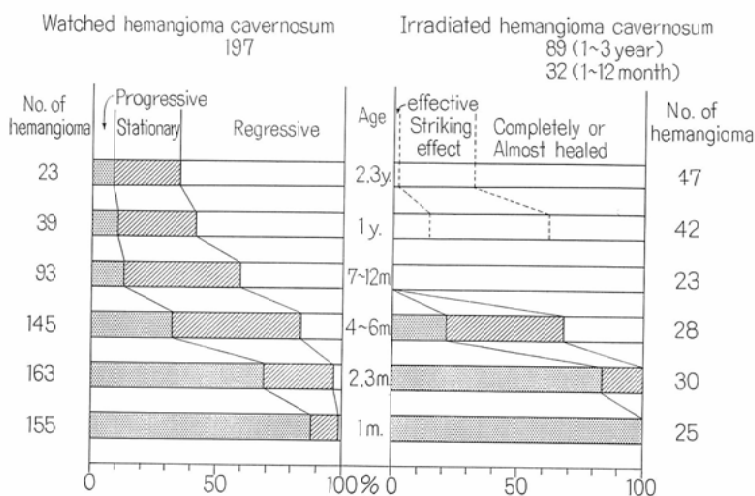 Watched hemangioma cavernosum
197
Irradiated hemangioma cavernosum
89 (1~3 year)
32 (1~12 month)
No. of
hemangioma
Progressive
Stationary
Regressive
Age
effective
Striking
effect
Completely or
Almost healed
No. of
hemangioma
23
2.3y.
47
39
1y.
42
93
7~12m
23
145
4~6m
28
163
2.3m.
30
155
1m.
25
0
50
100%
0
50
100